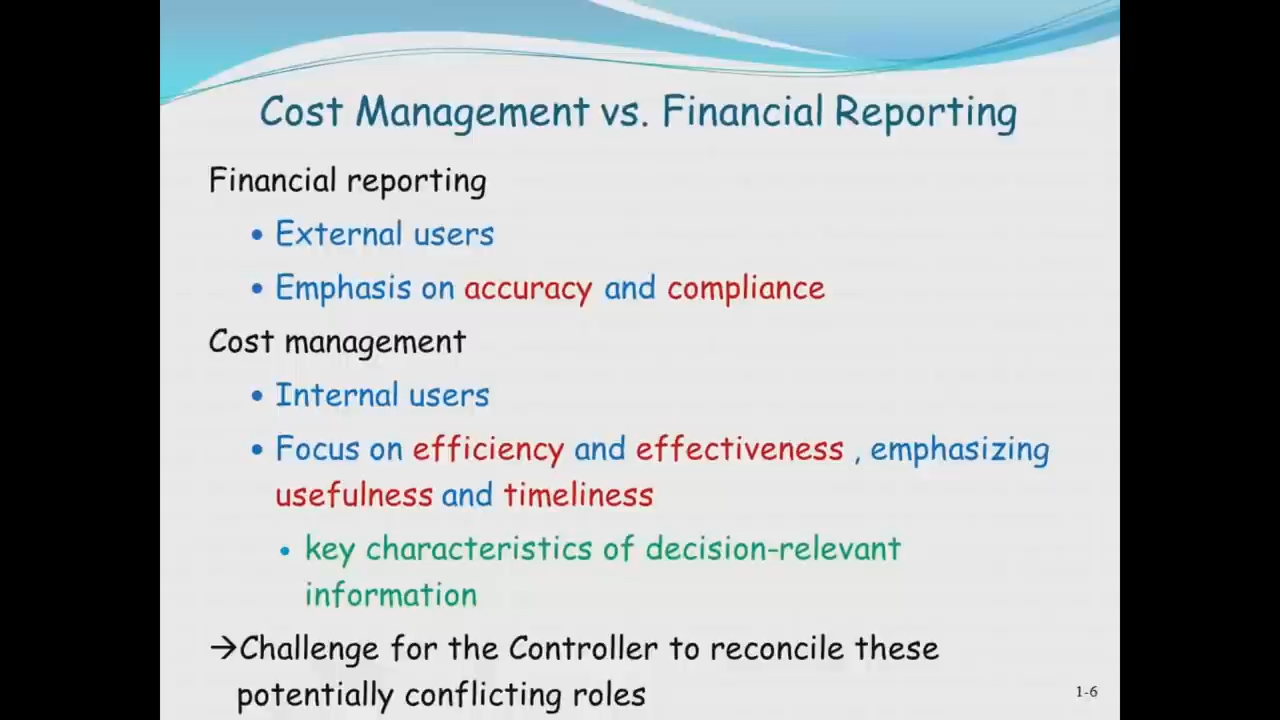 Cost Management vs. Financial Reporting
Financial reporting
• External users
• Emphasis on accuracy and compliance
Cost management
• Internal users
• Focus on efficiency and effectiveness , emphasizing
usefulness and timeliness
• key characteristics of decision-relevant
information
→Challenge for the Controller to reconcile these
potentially conflicting roles
1-6